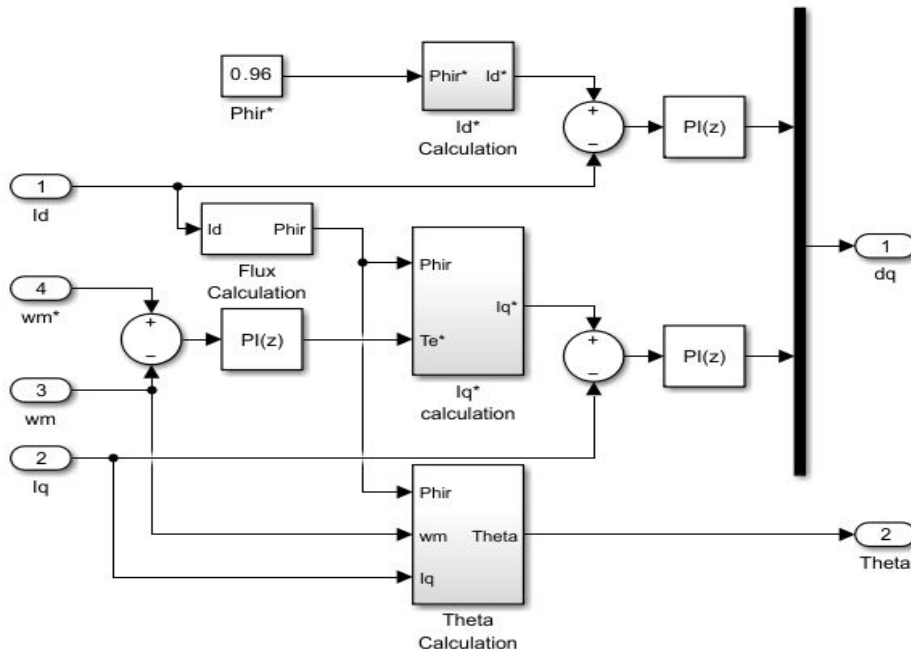 0.96
Phir*
Phir* Id*
Id*
Calculation
+
−
PI(z)
1
Id
Id Phir
Flux
Calculation
4
wm*
+
−
PI(z)
3
wm
2
Iq
Phir
Iq*
Te*
Iq*
calculation
+
−
PI(z)
1
dq
Phir
wm Theta
Iq
Theta
Calculation
2
Theta